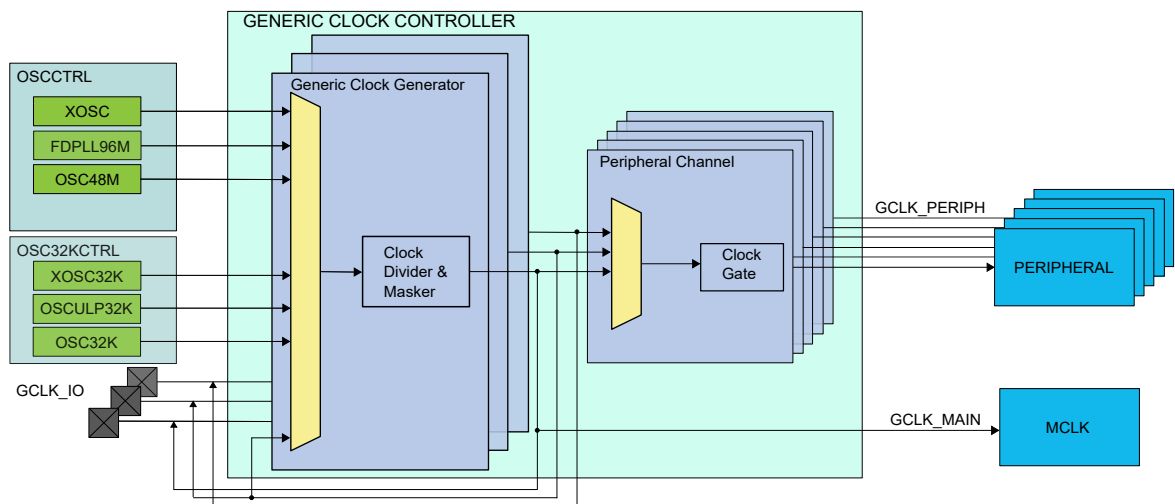 GENERIC CLOCK CONTROLLER
OSCCTRL
XOSC
FDPLL96M
OSC48M
OSC32KCTRL
XOSC32K
OSCULP32K
OSC32K
GCLK_IO
Generic Clock Generator
Clock
Divider &
Masker
Peripheral Channel
Clock
Gate
GCLK_PERIPH
PERIPHERAL
GCLK_MAIN
MCLK